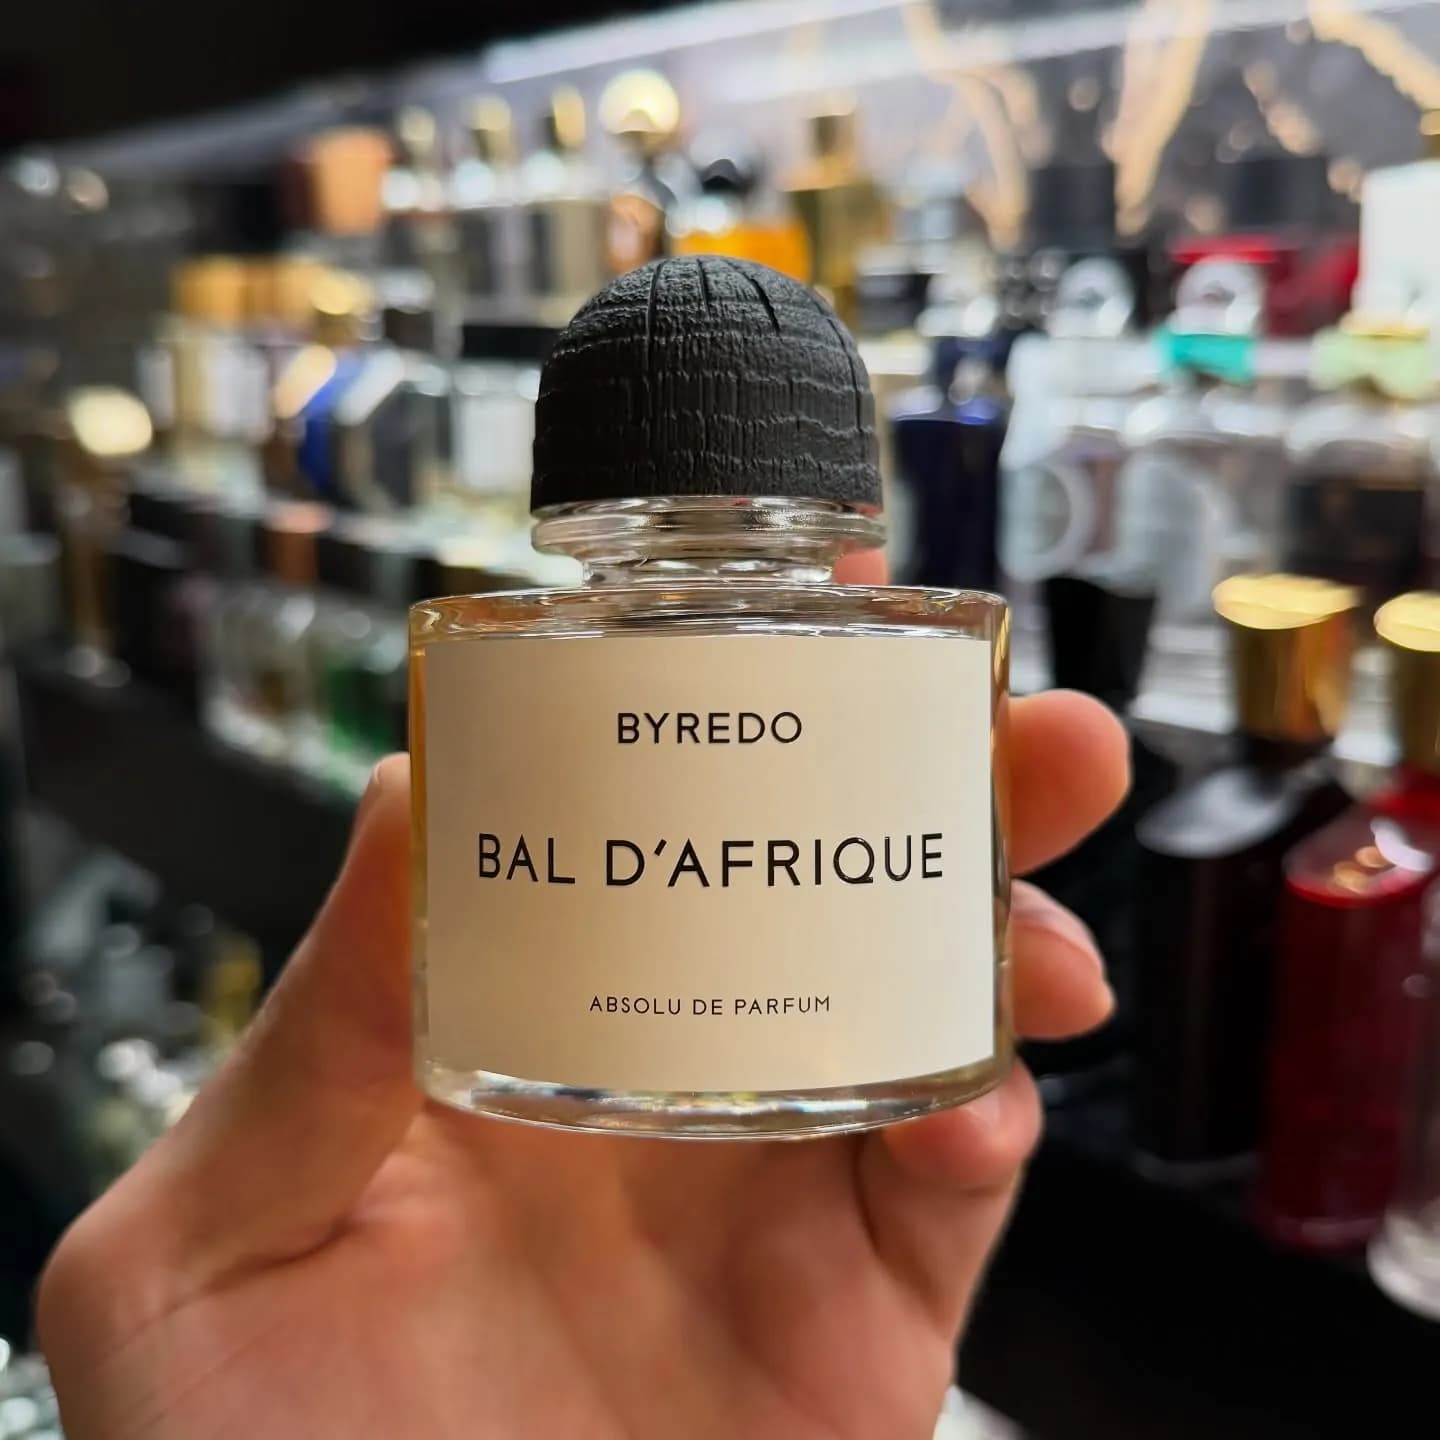 BYREDO
BAL D'AFRIQUE
ABSOLU DE PARFUM